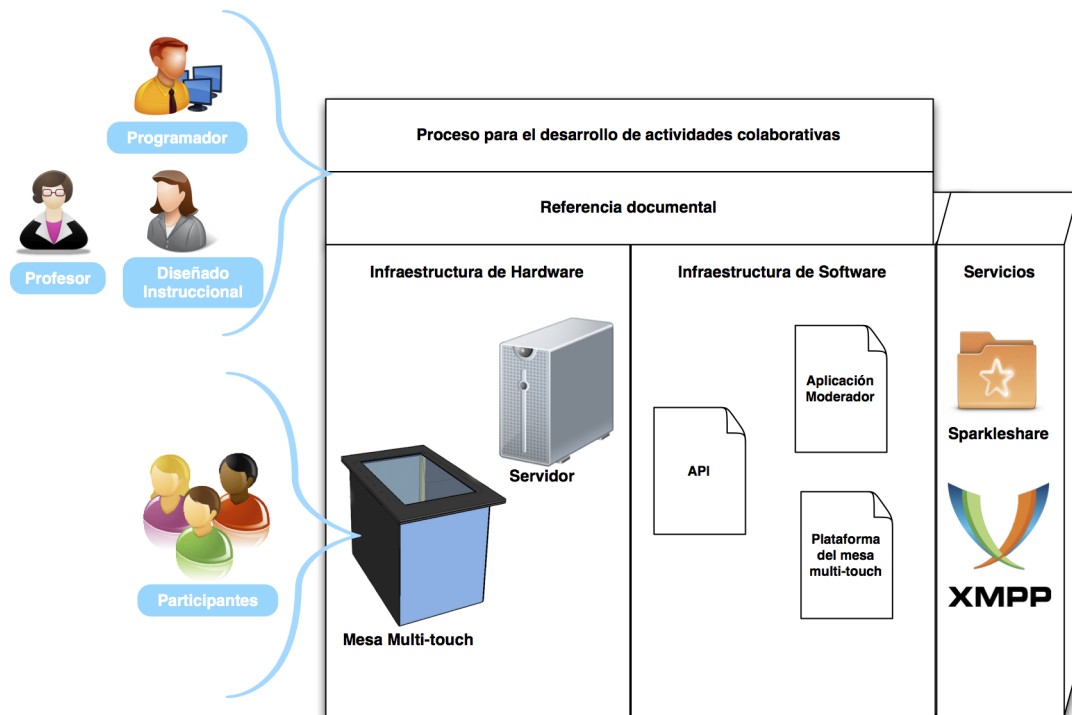 Programador
Profesor
Diseñado
Instruccional
Participantes
Proceso para el desarrollo de actividades colaborativas
Referencia documental
Infraestructura de Hardware
Servidor
Mesa Multi-touch
Infraestructura de Software
API
Aplicación
Moderador
Plataforma
del mesa
multi-touch
Servicios
Sparkleshare
XMPP